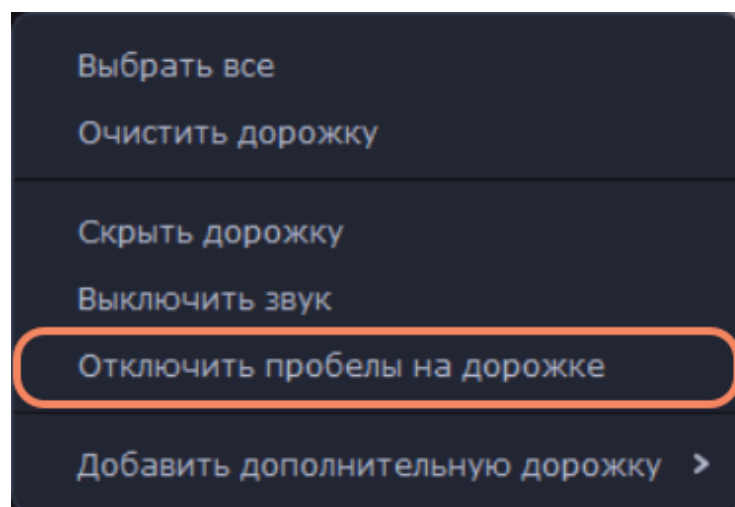 Выбрать все
Очистить дорожку
Скрыть дорожку
Выключить звук
Отключить пробелы на дорожке
Добавить дополнительную дорожку >